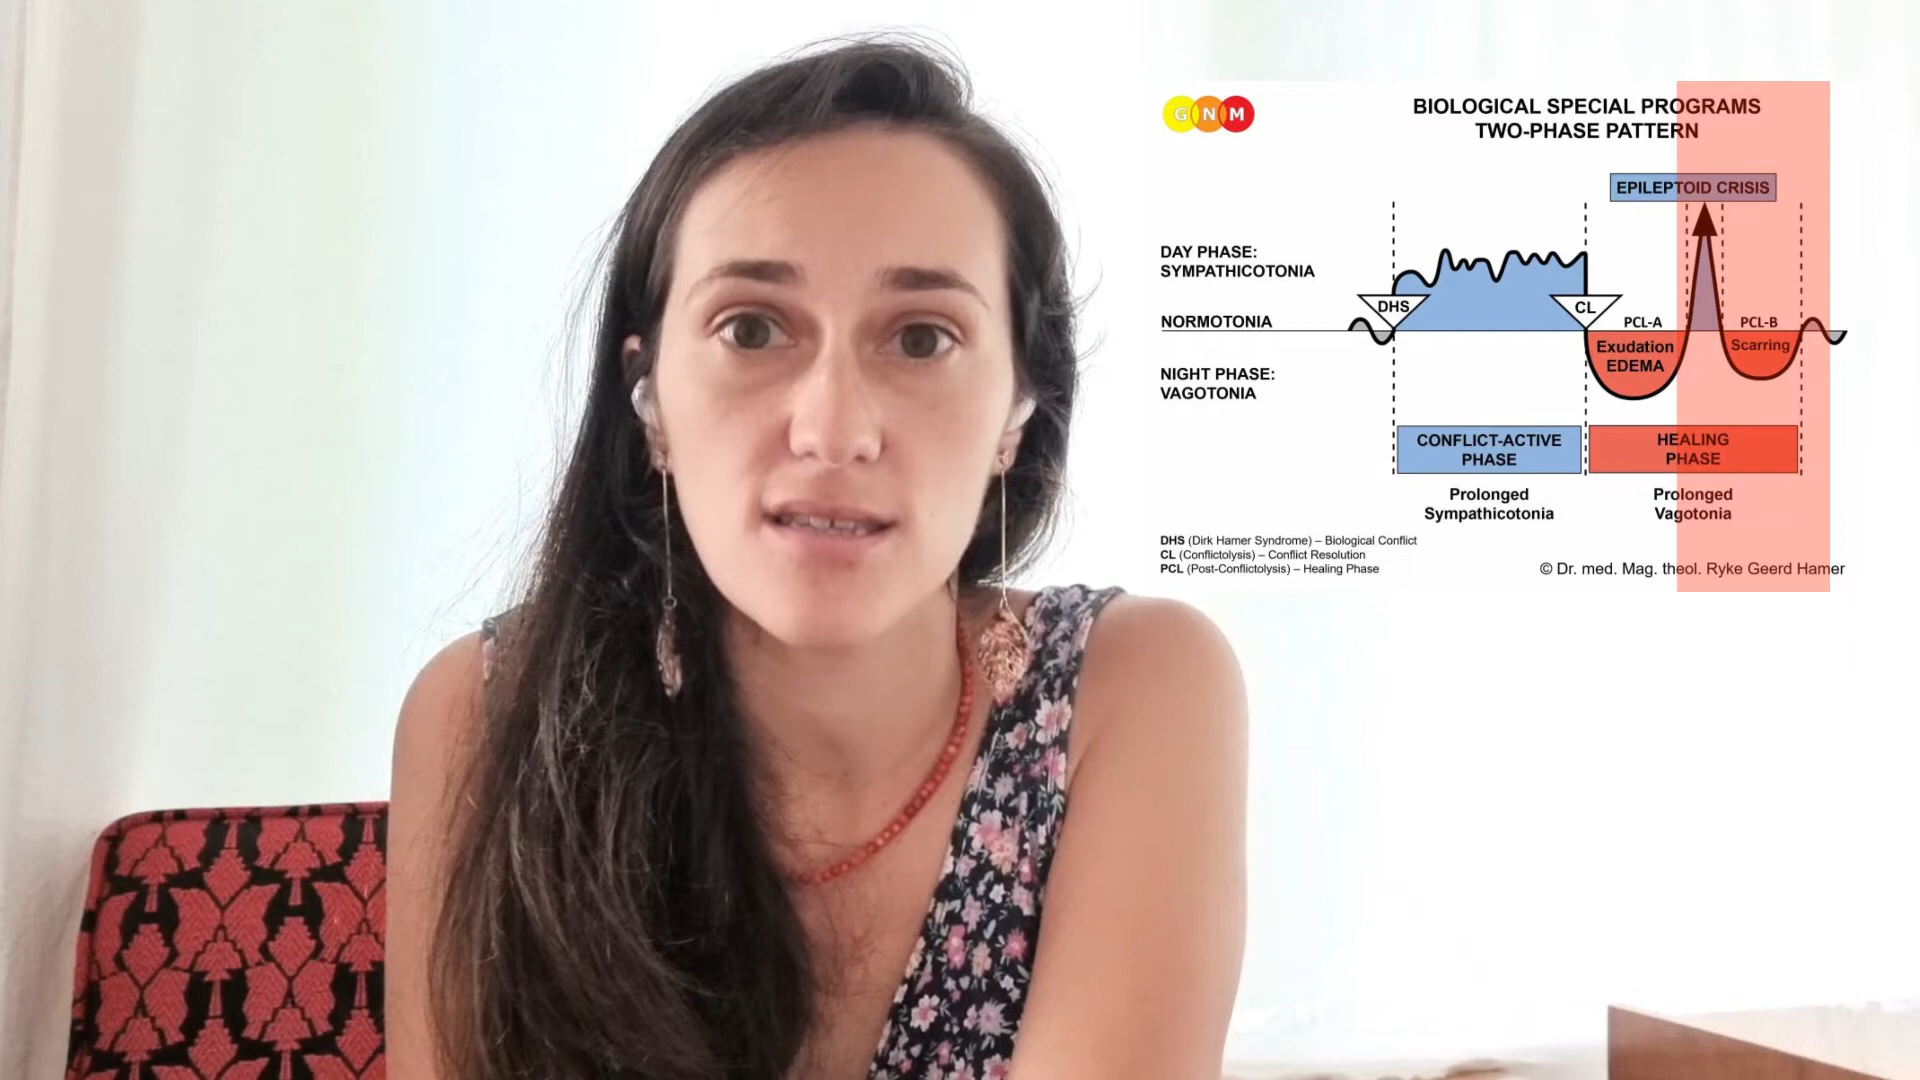 GNM
BIOLOGICAL SPECIAL PROGRAMS
TWO-PHASE PATTERN
EPILEPTOID CRISIS
DAY PHASE:
SYMPATHICOTONIA
DHS
CL
NORMOTONIA
PCL-A
PCL-B
Exudation
EDEMA
Scarring
NIGHT PHASE:
VAGOTONIA
CONFLICT-ACTIVE
PHASE
HEALING
PHASE
Prolonged
Sympathicotonia
Prolonged
Vagotonia
DHS (Dirk Hamer Syndrome) – Biological Conflict
CL (Conflictolysis) – Conflict Resolution
PCL (Post-Conflictolysis) – Healing Phase
© Dr. med. Mag. theol. Ryke Geerd Hamer